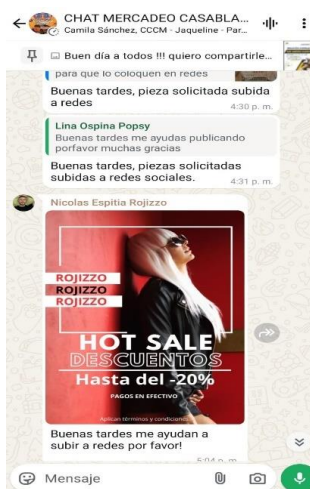 CHAT MERCADEO CASABLA...
Camila Sánchez, CCCM - Jaqueline - Par...
Buen día a todos !!! quiero compartirle...
para que lo coloquen en redes
Buenas tardes, pieza solicitada subida
a redes
4:30 p. m.
Lina Ospina Popsy
Buenas tardes me ayudas publicando
porfavor muchas gracias
Buenas tardes, piezas solicitadas
subidas a redes sociales.
4:31 p. m.
Nicolas Espitia Rojizzo
ROJIZZO
ROJIZZO
ROJIZZO
HOT SALE
DESCUENTOS
Hasta del -20%
PAGOS EN EFECTIVO
Aplican términos y condiciones
Buenas tardes me ayudan a
subir a redes por favor!
5:04 p. m.
Mensaje